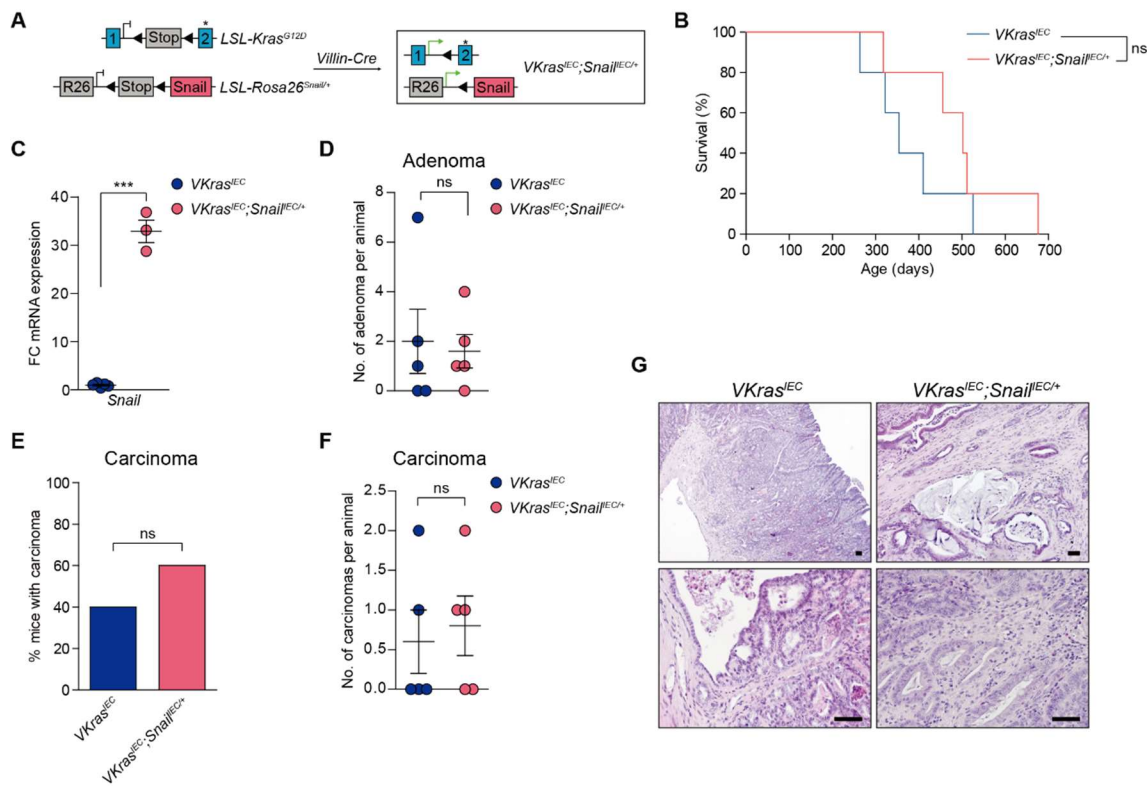 A
1
Stop
*
2
LSL-Kras^G12D
R26
Stop
Snail
LSL-Rosa26^Snail/+
Villin-Cre
1
*
2
R26
Snail
VKras^IEC;Snail^IEC/+
B
Survival (%)
100
80
60
40
20
0
0 100 200 300 400 500 600 700
Age (days)
VKras^IEC
VKras^IEC;Snail^IEC/+
ns
C
FC mRNA expression
40
30
20
10
0
***
Snail
VKras^IEC
VKras^IEC;Snail^IEC/+
D
Adenoma
No. of adenoma per animal
8
6
4
2
0
ns
VKras^IEC
VKras^IEC;Snail^IEC/+
E
Carcinoma
% mice with carcinoma
100
80
60
40
20
0
ns
VKras^IEC
VKras^IEC;Snail^IEC/+
F
Carcinoma
No. of carcinomas per animal
2.5
2.0
1.5
1.0
0.5
0.0
ns
VKras^IEC
VKras^IEC;Snail^IEC/+
G
VKras^IEC
VKras^IEC;Snail^IEC/+